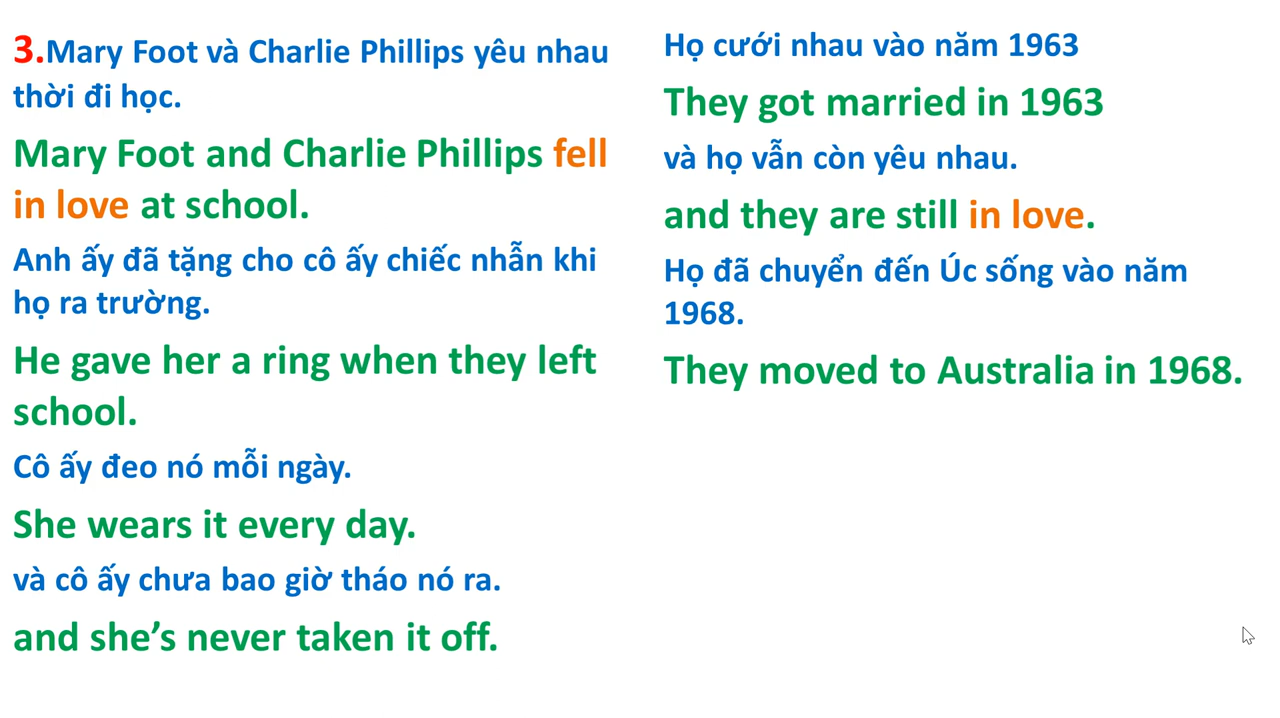 3.Mary Foot và Charlie Phillips yêu nhau
thời đi học.
Mary Foot and Charlie Phillips fell
in love at school.
Anh ấy đã tặng cho cô ấy chiếc nhẫn khi
họ ra trường.
He gave her a ring when they left
school.
Cô ấy đeo nó mỗi ngày.
She wears it every day.
và cô ấy chưa bao giờ tháo nó ra.
and she’s never taken it off.
Họ cưới nhau vào năm 1963
They got married in 1963
và họ vẫn còn yêu nhau.
and they are still in love.
Họ đã chuyển đến Úc sống vào năm
1968.
They moved to Australia in 1968.